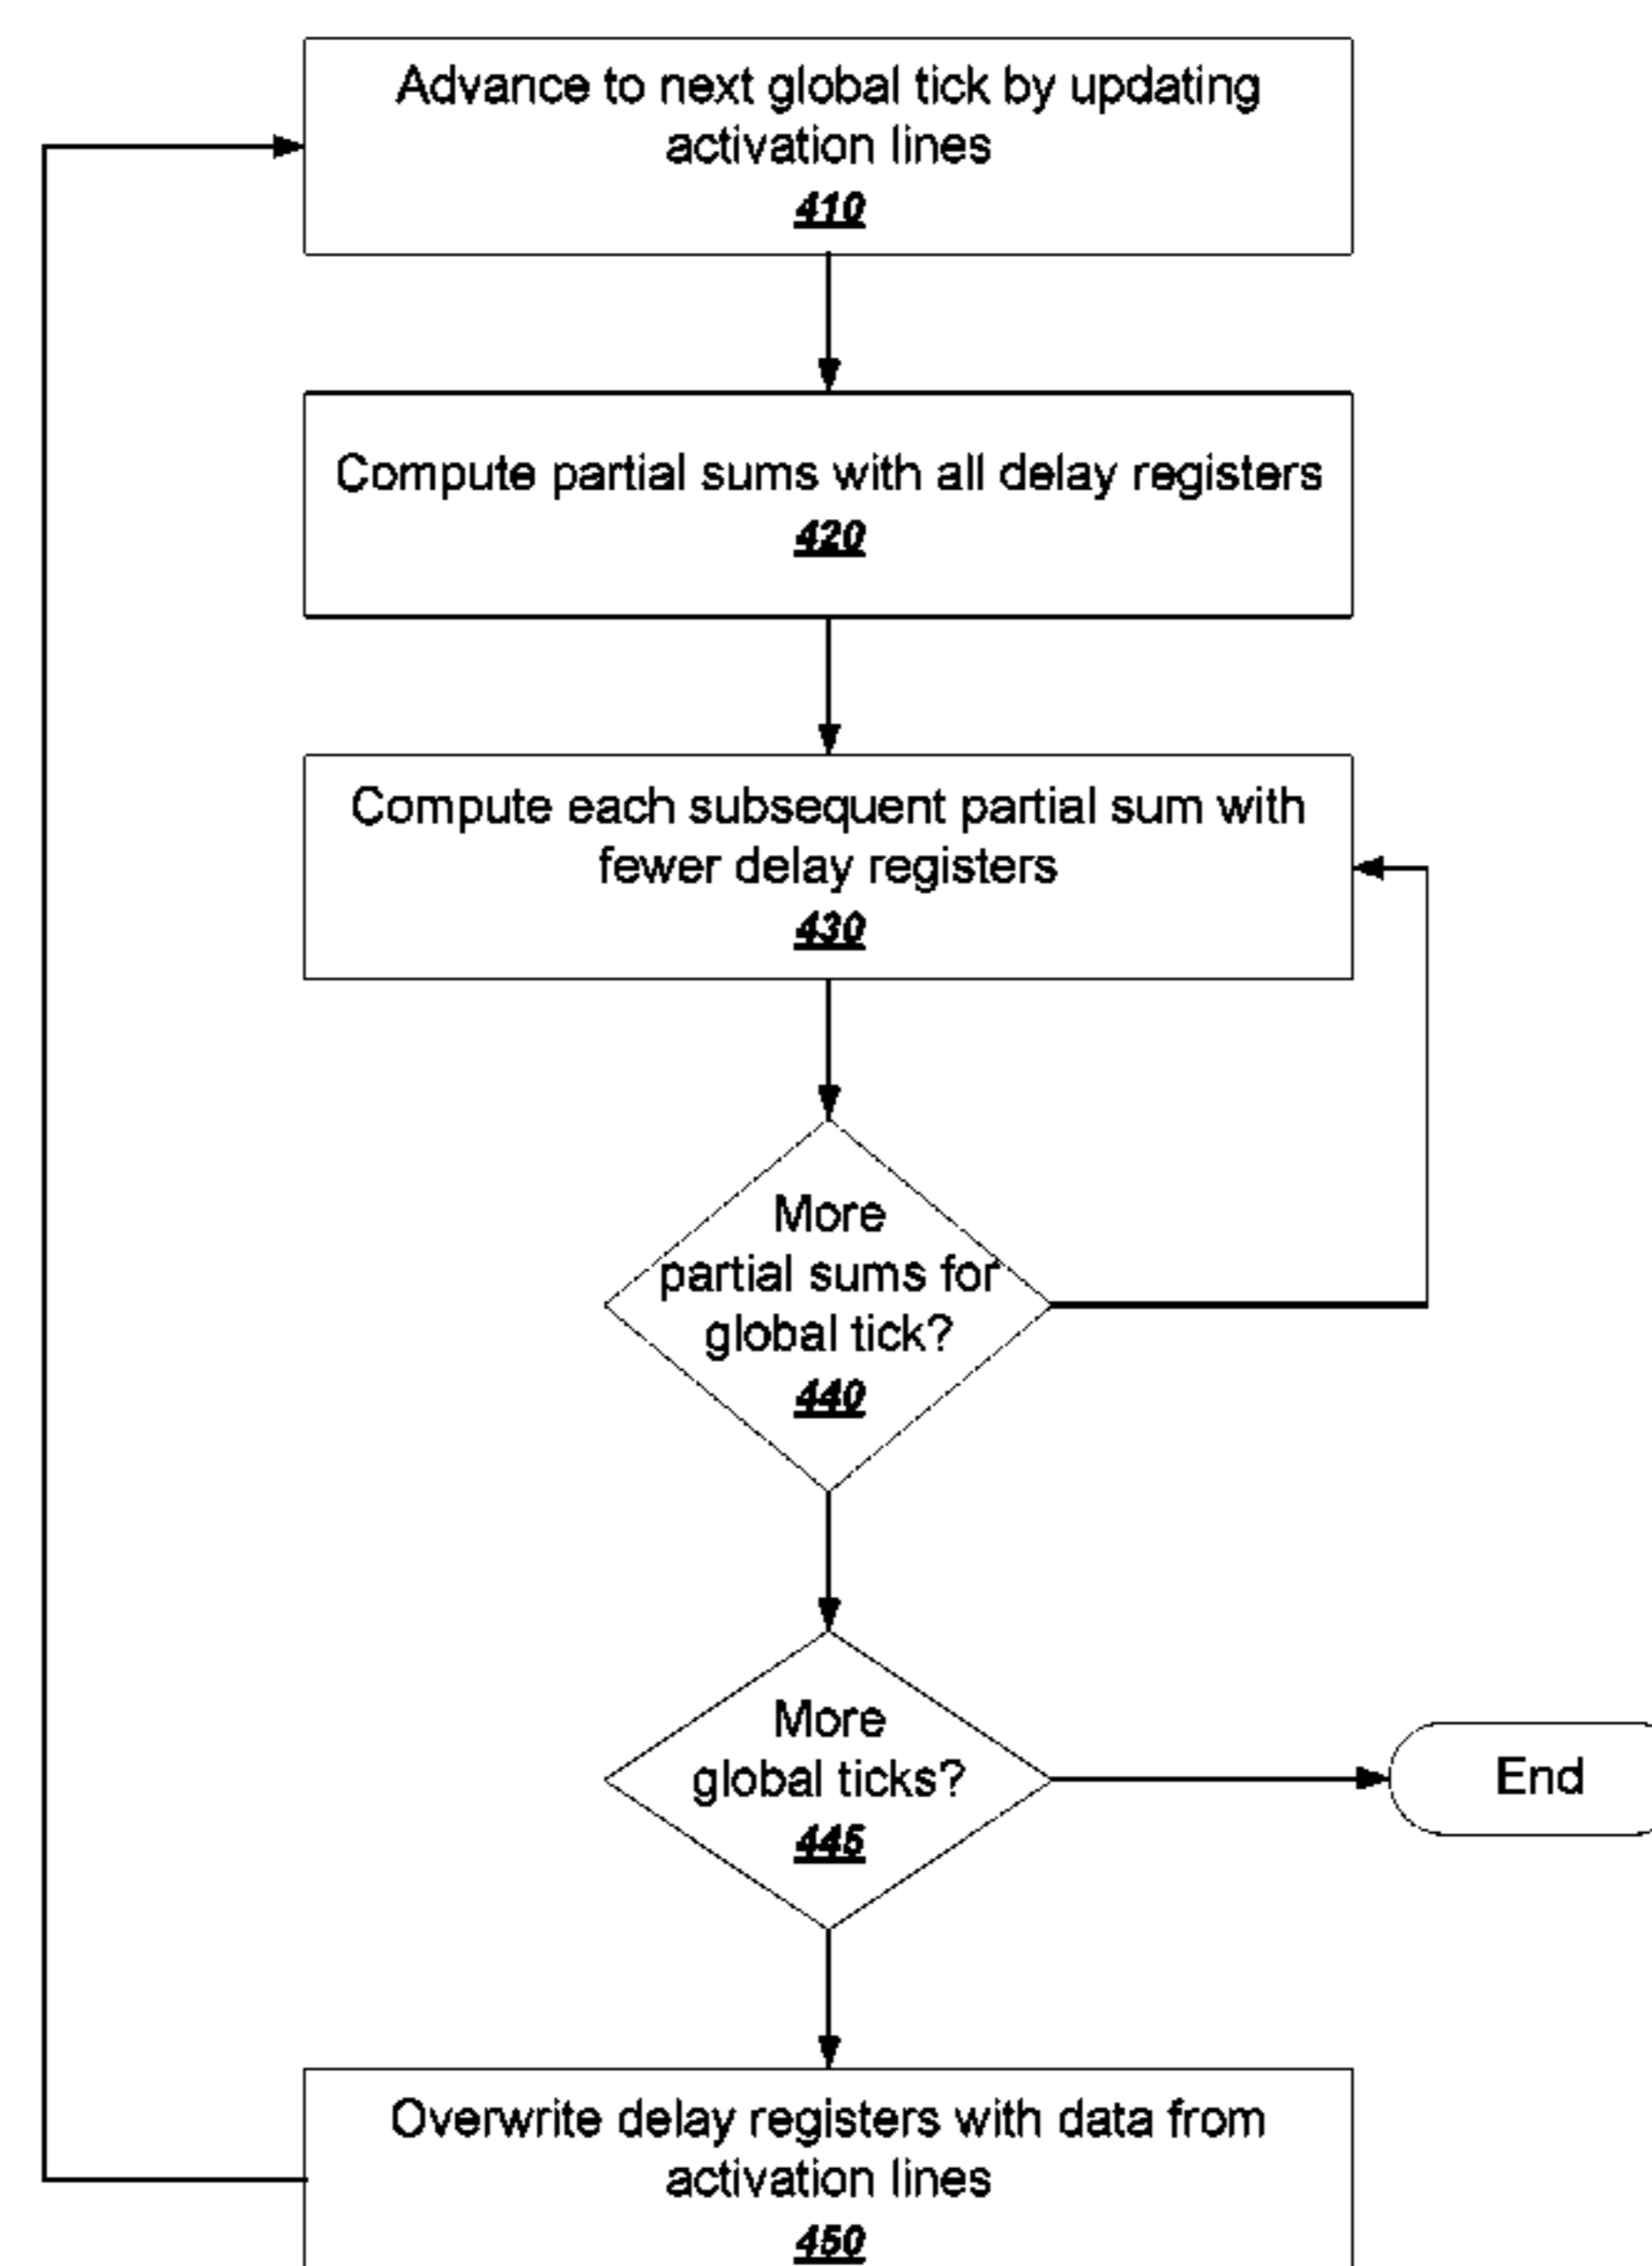 Advance to next global tick by updating
activation lines
410
Compute partial sums with all delay registers
420
Compute each subsequent partial sum with
fewer delay registers
430
More
partial sums for
global tick?
440
More
global ticks?
445
End
Overwrite delay registers with data from
activation lines
450